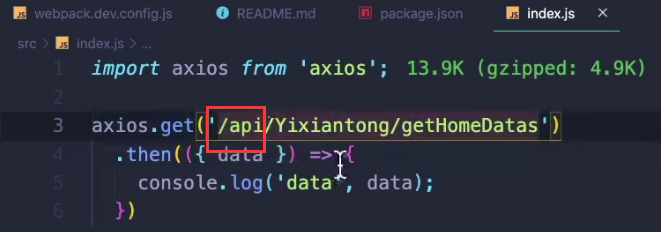 webpack.dev.config.js README.md package.json index.js ×
src > index.js > ...
1 import axios from 'axios'; 13.9K (gzipped: 4.9K)
2
3 axios.get('/api/Yixiantong/getHomeDatas')
4 .then(({ data }) => {
5 console.log('data', data);
6 })